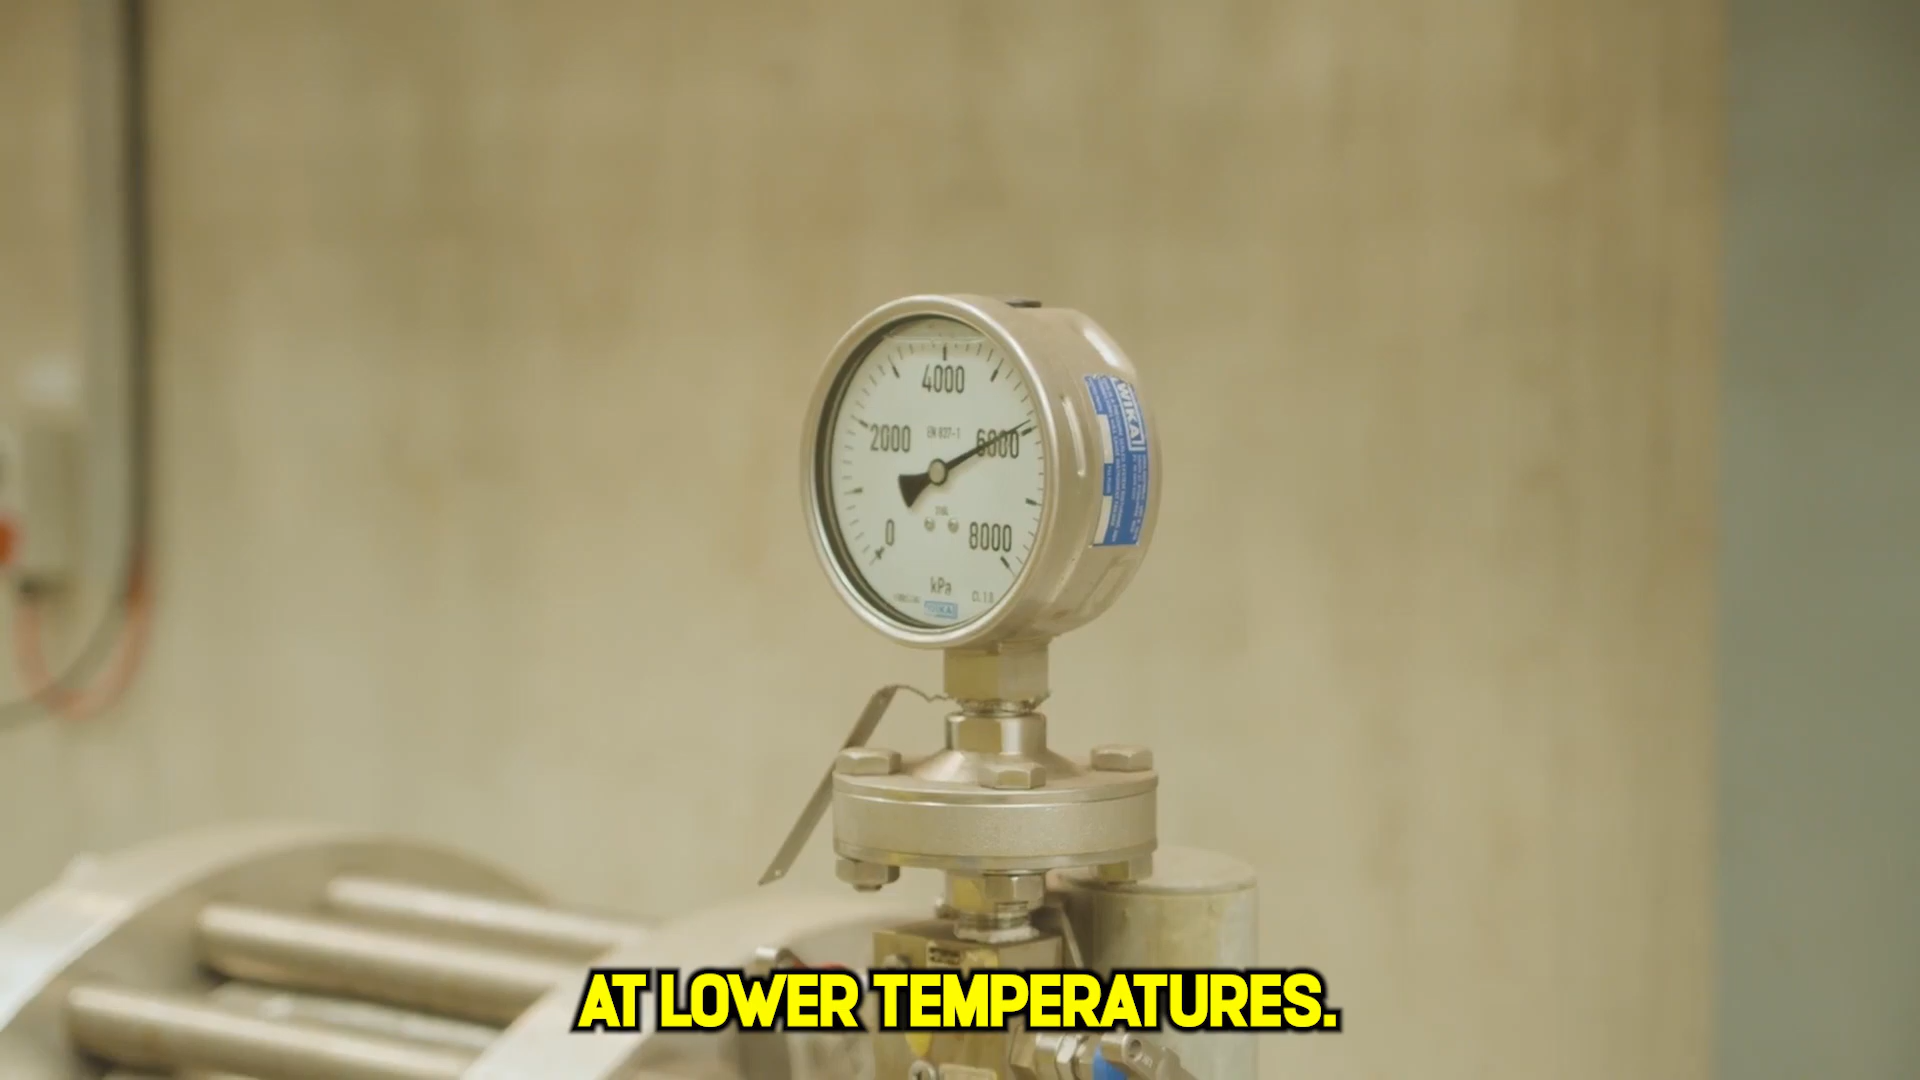 4000
2000
EN 837-1
6000
0
8000
kPa
CL 1.0
WIKA
WIKA
AT LOWER TEMPERATURES.